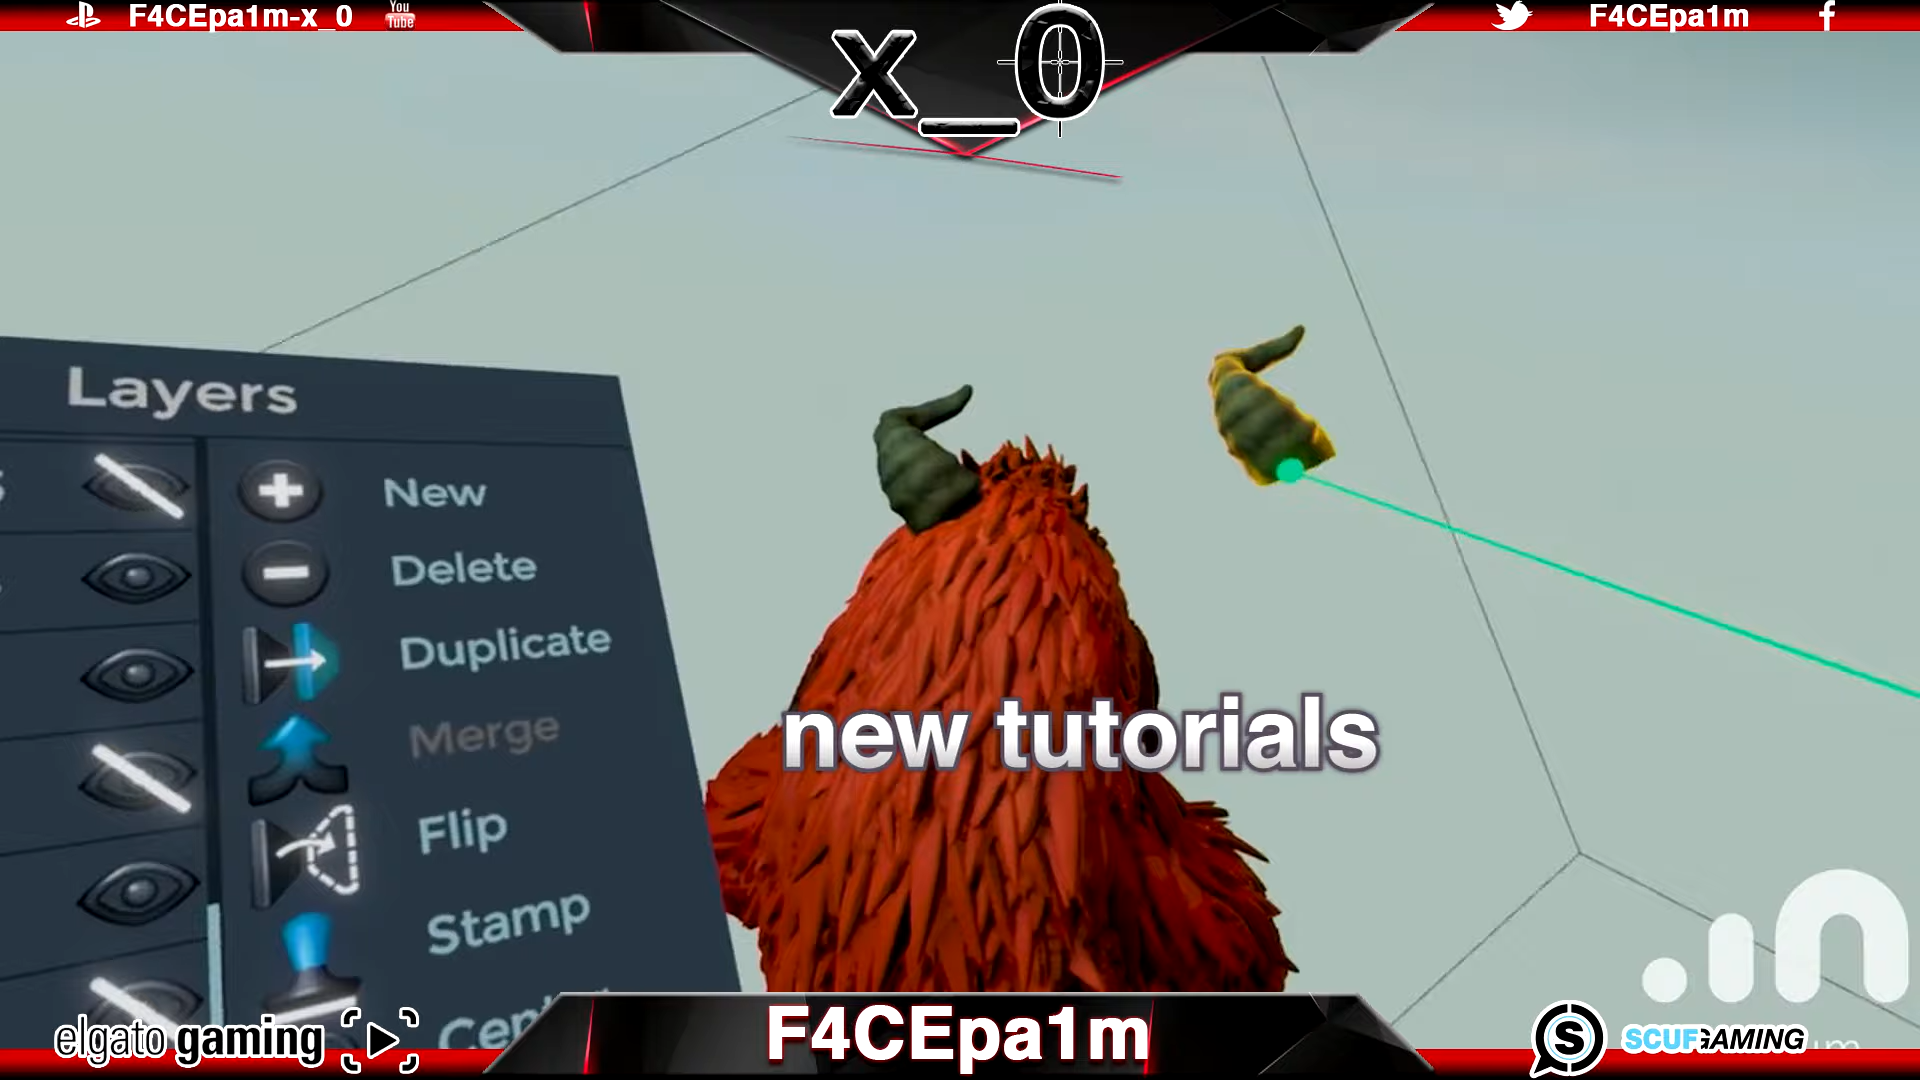 F4CEpa1m-x_0
You
Tube
x_0
F4CEpa1m
Layers
New
Delete
Duplicate
Merge
Flip
Stamp
new tutorials
elgato gaming
F4CEpa1m
S
SCUFGAMING